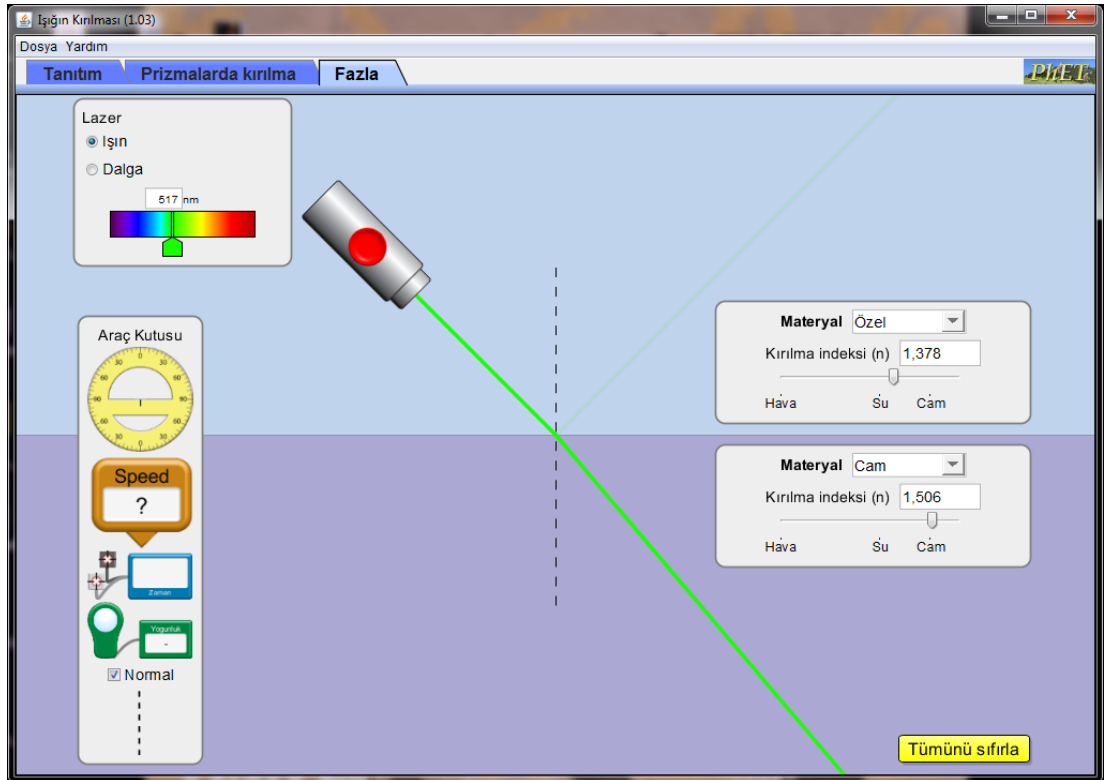 Işığın Kırılması (1.03)
Dosya Yardım
Tanıtım Prizmalarda kırılma Fazla
PhET
Lazer
Işın
Dalga
517 nm
Araç Kutusu
Speed
?
Zaman
Yogunluk
-
Normal
Materyal Özel
Kırılma indeksi (n) 1,378
Hava Su Cam
Materyal Cam
Kırılma indeksi (n) 1,506
Hava Su Cam
Tümünü sıfırla